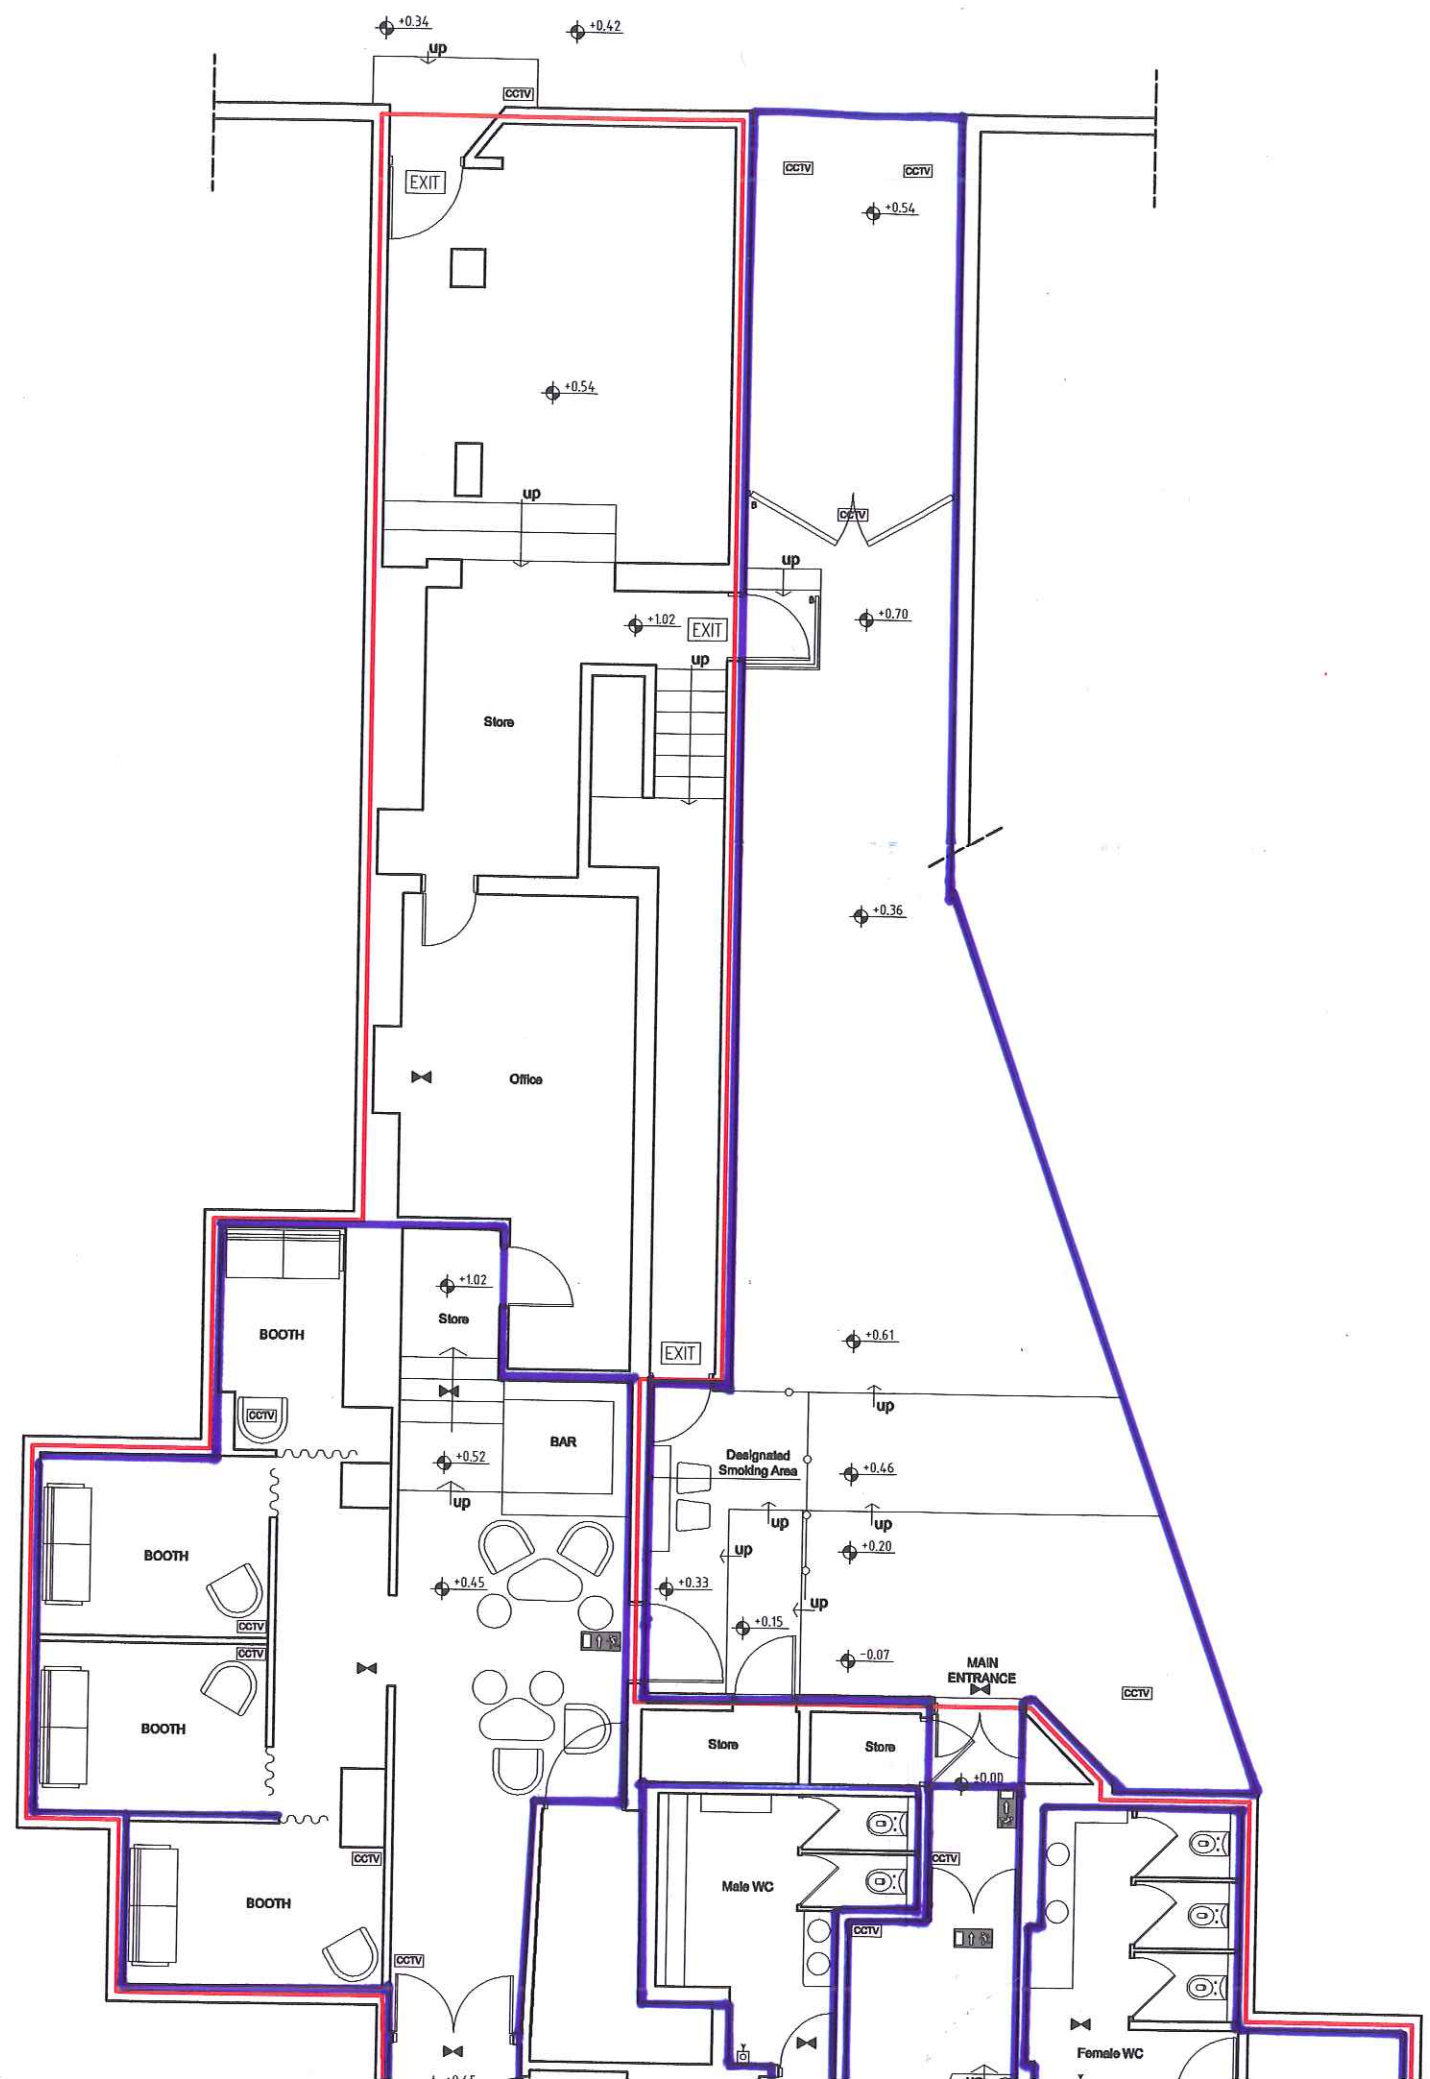 +0.34
+0.42
up
CCTV
EXIT
CCTV
CCTV
+0.54
+0.54
up
CCTV
B
up
B
+1.02
EXIT
+0.70
up
Store
+0.36
Office
+1.02
Store
BOOTH
+0.61
EXIT
up
CCTV
BAR
+0.52
up
Designated
Smoking Area
+0.46
up
up
BOOTH
up
+0.20
+0.45
+0.33
up
CCTV
+0.15
CCTV
-0.07
MAIN
ENTRANCE
CCTV
BOOTH
Store
Store
±0.00
CCTV
CCTV
Male WC
BOOTH
CCTV
CCTV
Female WC